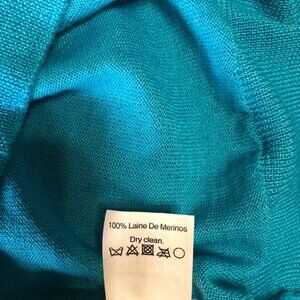 100% Laine De Merinos
Dry clean.